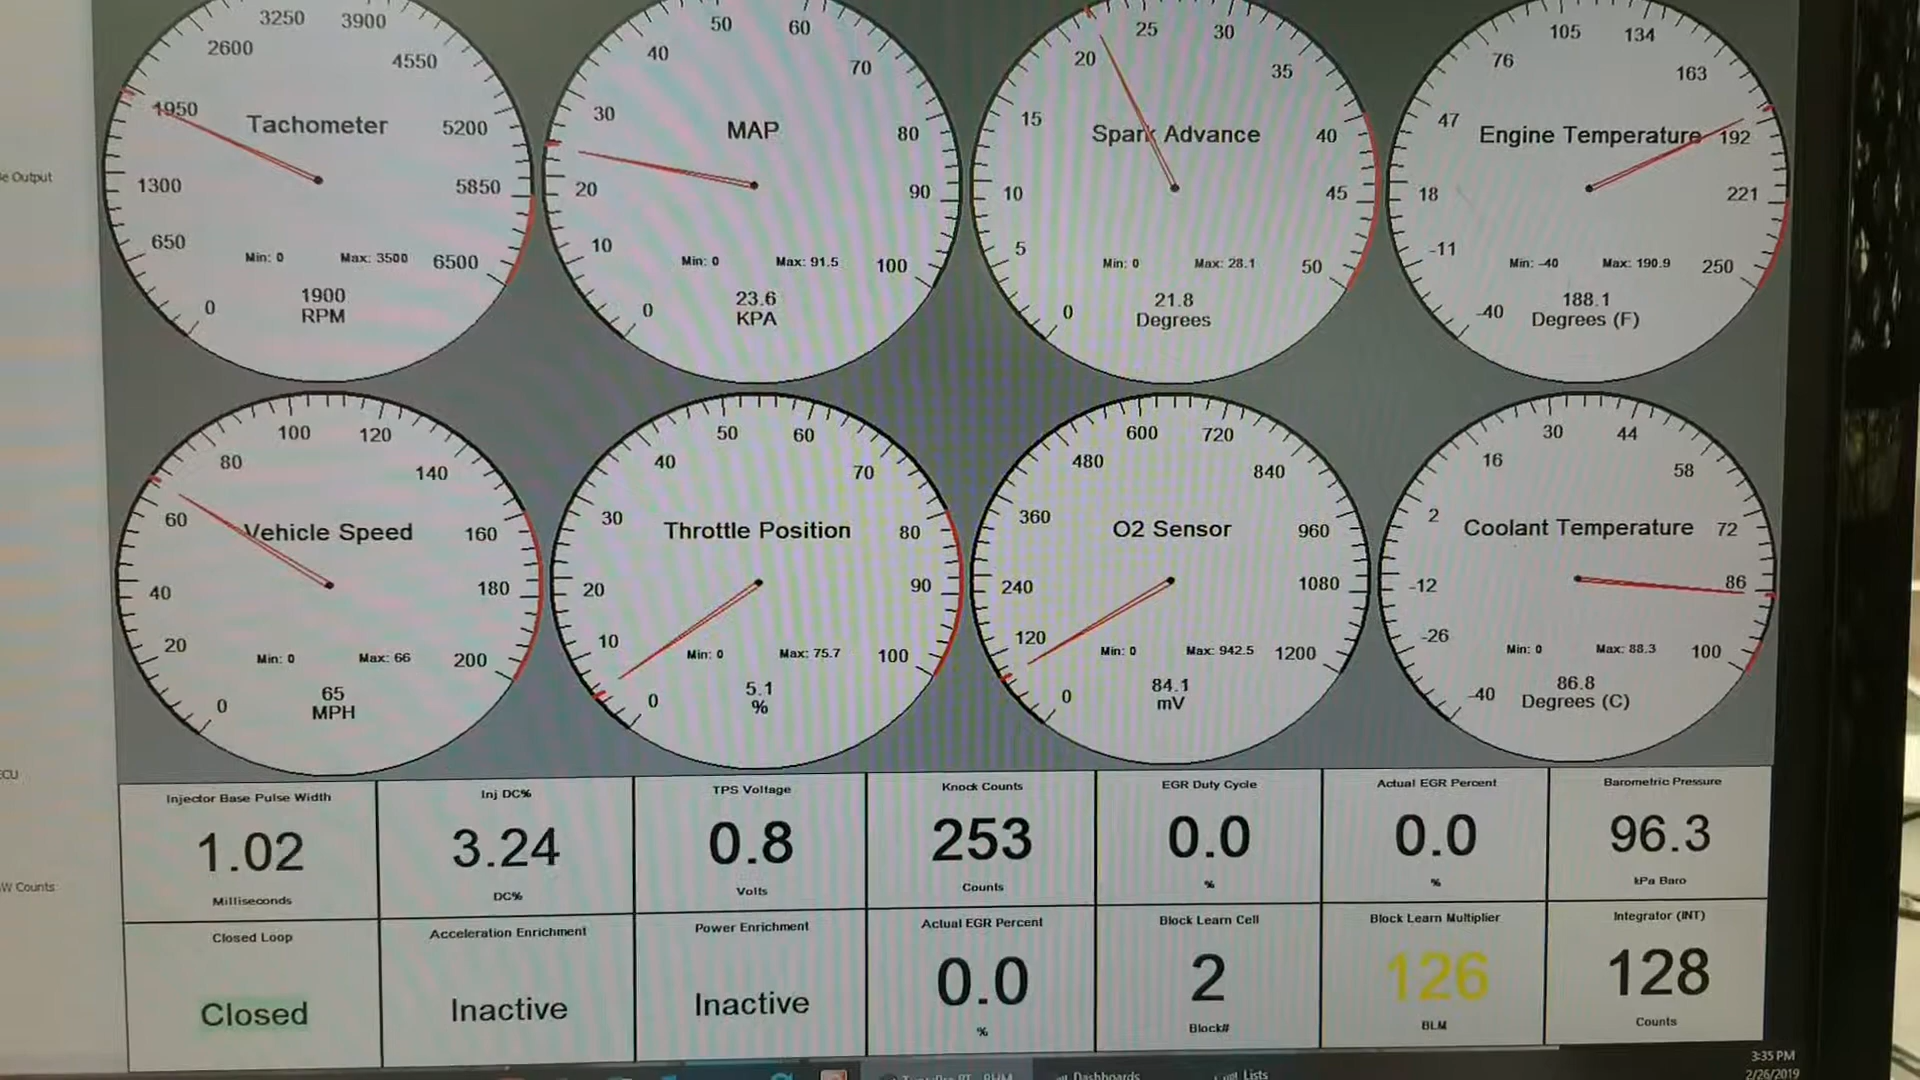 3250 3900
2600 4550
1950 5200
Tachometer
1300 5850
650 6500
Min: 0 Max: 3500
0
1900
RPM
50 60
40 70
30 80
MAP
20 90
10 100
Min: 0 Max: 91.5
0
23.6
KPA
25 30
20 35
15 40
Spark Advance
10 45
5 50
Min: 0 Max: 28.1
0
21.8
Degrees
105 134
76 163
47 192
Engine Temperature
18 221
-11 250
Min: -40 Max: 190.9
-40
188.1
Degrees (F)
100 120
80 140
60 160
Vehicle Speed
40 180
20 200
Min: 0 Max: 66
0
65
MPH
50 60
40 70
30 80
Throttle Position
20 90
10 100
Min: 0 Max: 75.7
0
5.1
%
600 720
480 840
360 960
O2 Sensor
240 1080
120 1200
Min: 0 Max: 942.5
0
84.1
mV
30 44
16 58
2 72
Coolant Temperature
-12 86
-26 100
Min: 0 Max: 88.3
-40
86.8
Degrees (C)
Output
CU
W Counts
Injector Base Pulse Width
1.02
Milliseconds
Inj DC%
3.24
DC%
TPS Voltage
0.8
Volts
Knock Counts
253
Counts
EGR Duty Cycle
0.0
%
Actual EGR Percent
0.0
%
Barometric Pressure
96.3
kPa Baro
Closed Loop
Closed
Acceleration Enrichment
Inactive
Power Enrichment
Inactive
Actual EGR Percent
0.0
%
Block Learn Cell
2
Block#
Block Learn Multiplier
126
BLM
Integrator (INT)
128
Counts
Dashboards
Lists
3:35 PM
2/26/2019